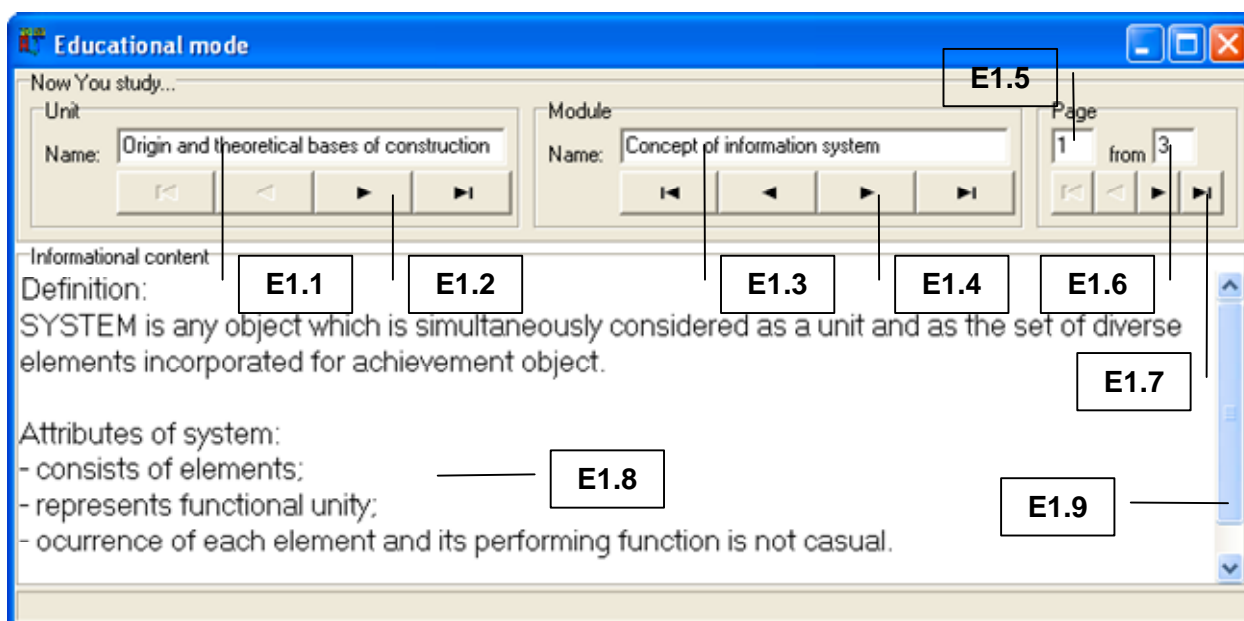 Educational mode
Now You study...
E1.5
Unit
Module
Page
Name: Origin and theoretical bases of construction
Name: Concept of information system
1 from 3
Informational content
E1.1
E1.2
E1.3
E1.4
E1.6
Definition:
SYSTEM is any object which is simultaneously considered as a unit and as the set of diverse
elements incorporated for achievement object.
E1.7
Attributes of system:
- consists of elements;
E1.8
- represents functional unity;
E1.9
- ocurrence of each element and its performing function is not casual.